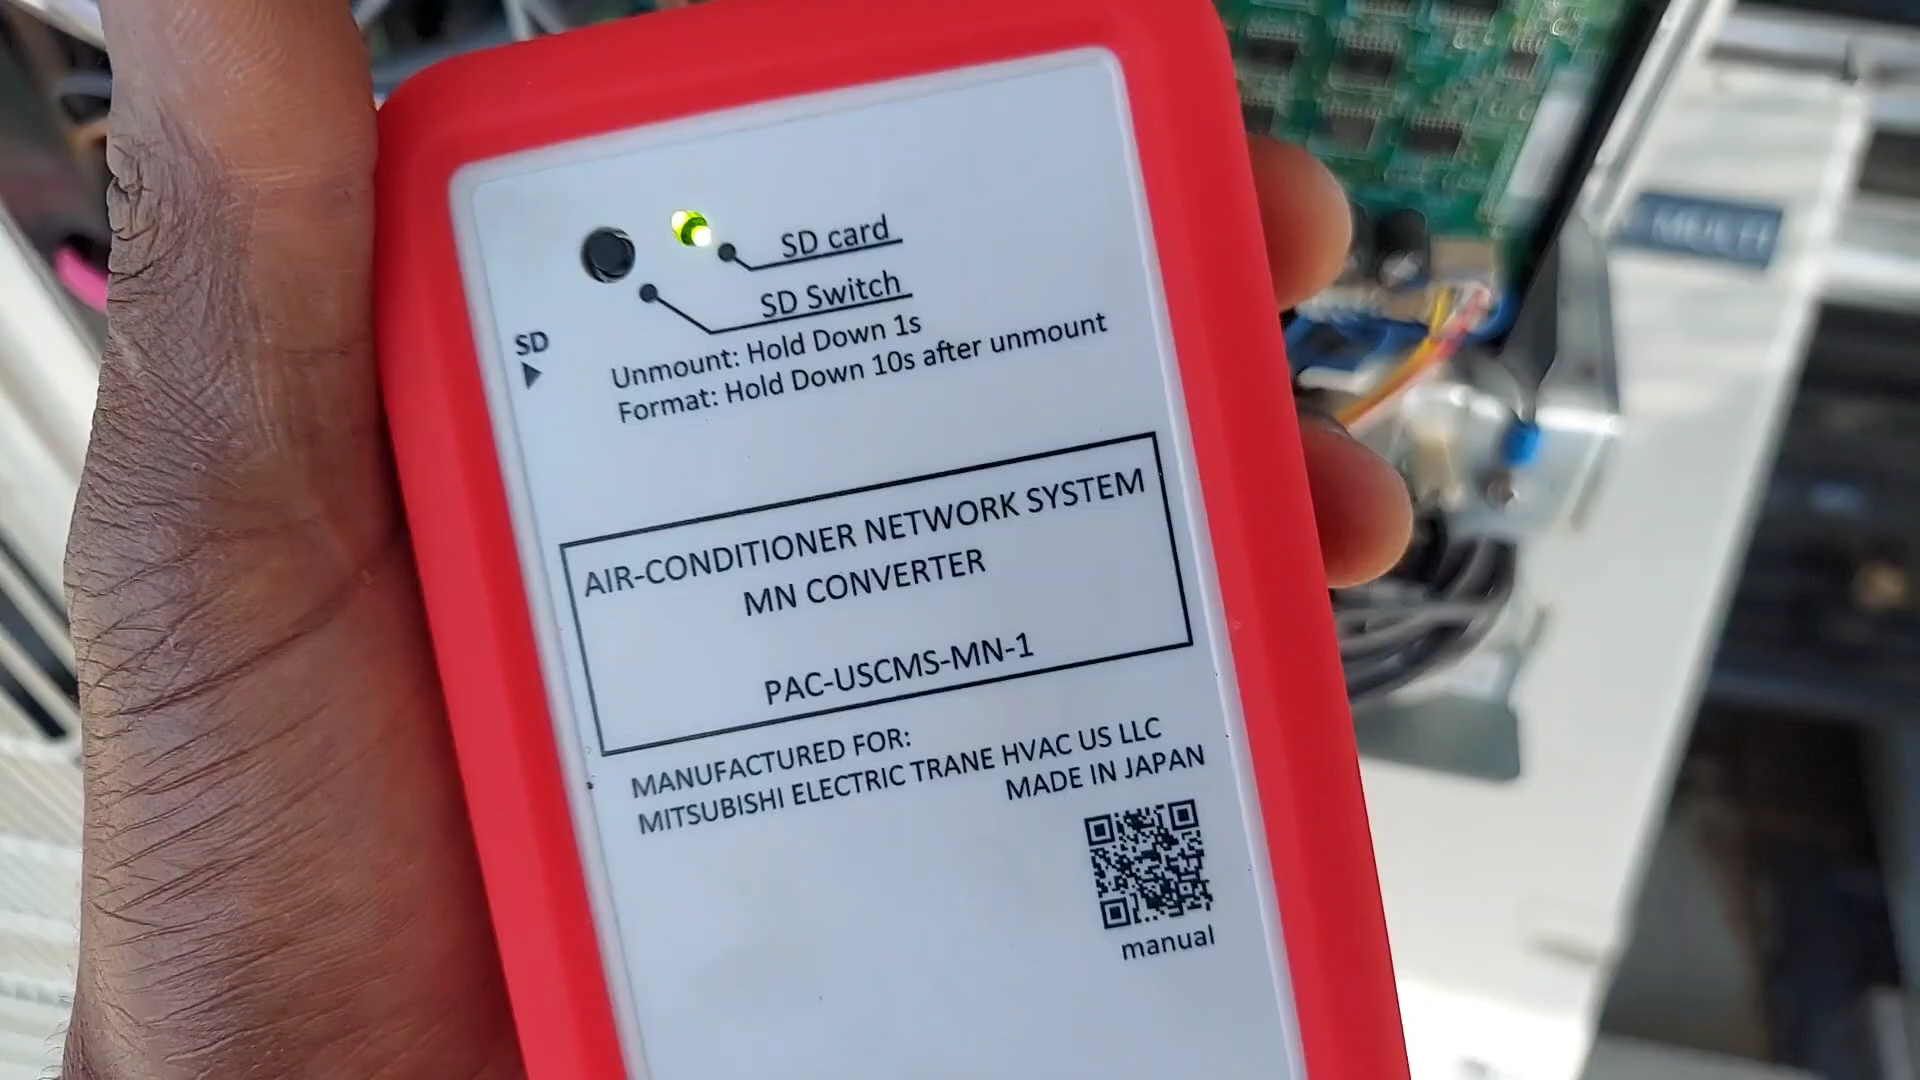 SD card
SD Switch
SD
Unmount: Hold Down 1s
Format: Hold Down 10s after unmount
AIR-CONDITIONER NETWORK SYSTEM
MN CONVERTER
PAC-USCMS-MN-1
MANUFACTURED FOR:
MITSUBISHI ELECTRIC TRANE HVAC US LLC
MADE IN JAPAN
manual
MULTI